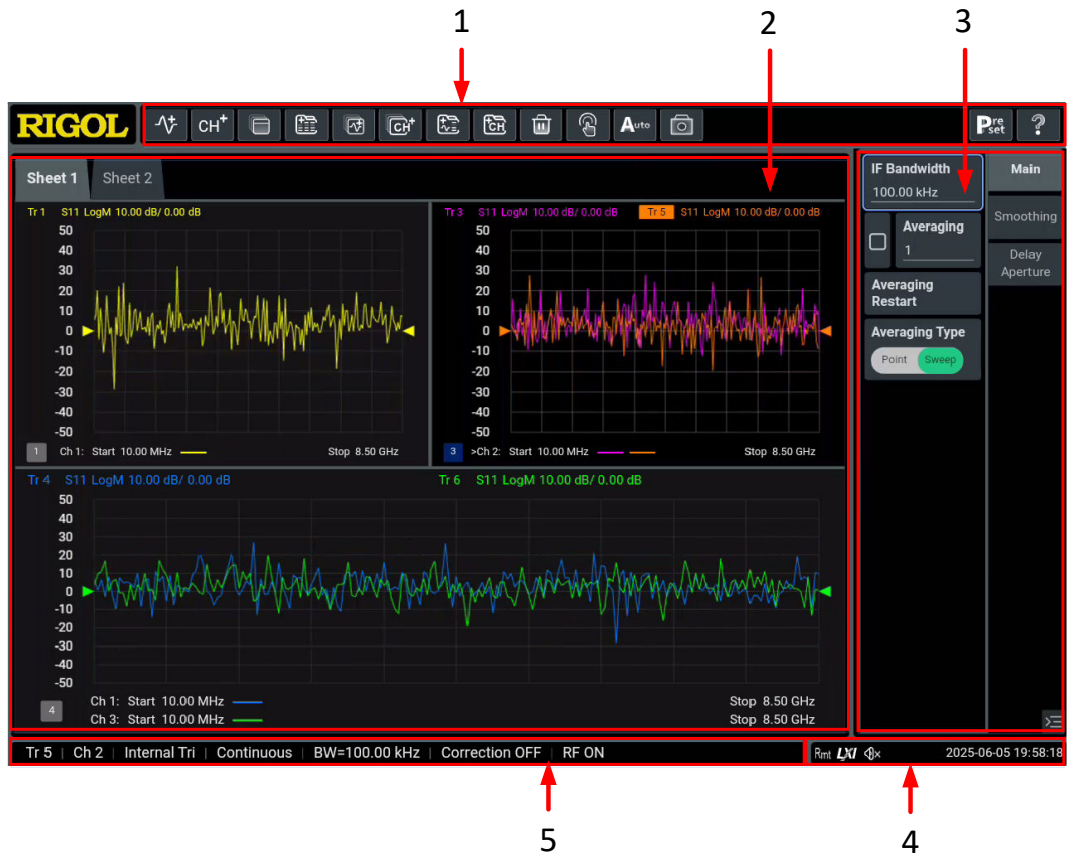 1 2 3
RIGOL CH+ CH+ CH Auto Preset ?
Sheet 1 Sheet 2
Tr 1 S11 LogM 10.00 dB/ 0.00 dB
50
40
30
20
10
0
-10
-20
-30
-40
-50
1 Ch 1: Start 10.00 MHz Stop 8.50 GHz
Tr 3 S11 LogM 10.00 dB/ 0.00 dB Tr 5 S11 LogM 10.00 dB/ 0.00 dB
50
40
30
20
10
0
-10
-20
-30
-40
-50
3 >Ch 2: Start 10.00 MHz Stop 8.50 GHz
Tr 4 S11 LogM 10.00 dB/ 0.00 dB Tr 6 S11 LogM 10.00 dB/ 0.00 dB
50
40
30
20
10
0
-10
-20
-30
-40
-50
4
Ch 1: Start 10.00 MHz Stop 8.50 GHz
Ch 3: Start 10.00 MHz Stop 8.50 GHz
IF Bandwidth
100.00 kHz
Averaging
1
Averaging
Restart
Averaging Type
Point Sweep
Main
Smoothing
Delay
Aperture
Tr 5 | Ch 2 | Internal Tri | Continuous | BW=100.00 kHz | Correction OFF | RF ON
Rmt LXI 2025-06-05 19:58:18
5 4